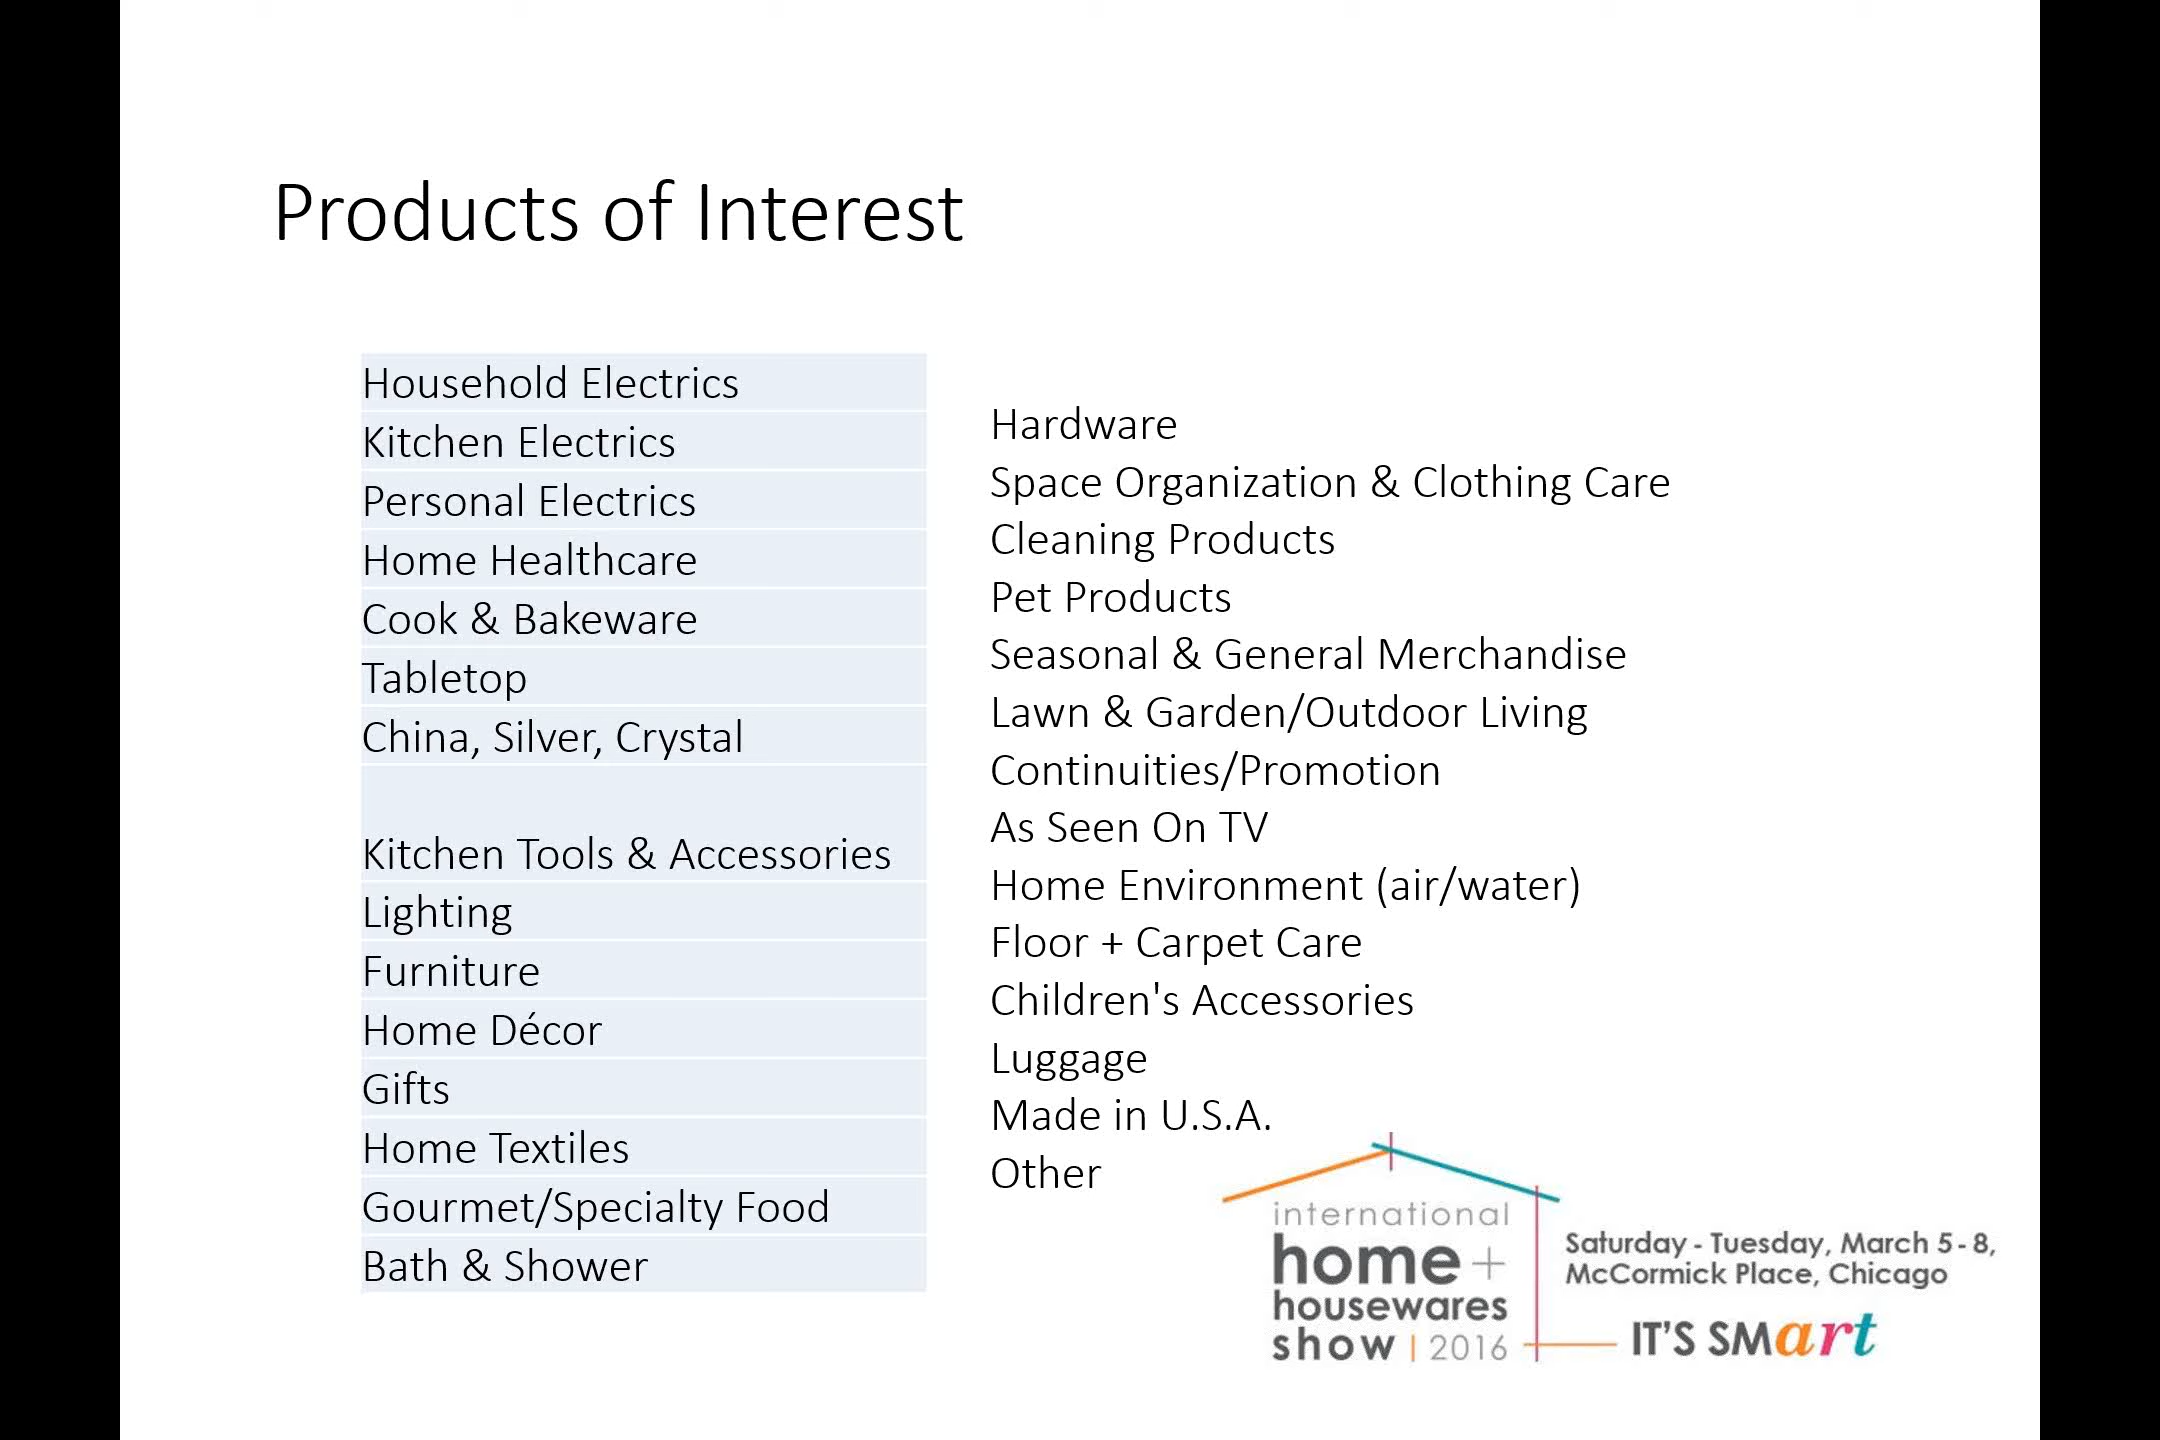 Products of Interest
Household Electrics
Kitchen Electrics
Personal Electrics
Home Healthcare
Cook & Bakeware
Tabletop
China, Silver, Crystal
Kitchen Tools & Accessories
Lighting
Furniture
Home Décor
Gifts
Home Textiles
Gourmet/Specialty Food
Bath & Shower
Hardware
Space Organization & Clothing Care
Cleaning Products
Pet Products
Seasonal & General Merchandise
Lawn & Garden/Outdoor Living
Continuities/Promotion
As Seen On TV
Home Environment (air/water)
Floor + Carpet Care
Children's Accessories
Luggage
Made in U.S.A.
Other
international
home +
housewares
show | 2016
Saturday - Tuesday, March 5 - 8,
McCormick Place, Chicago
IT'S SMart